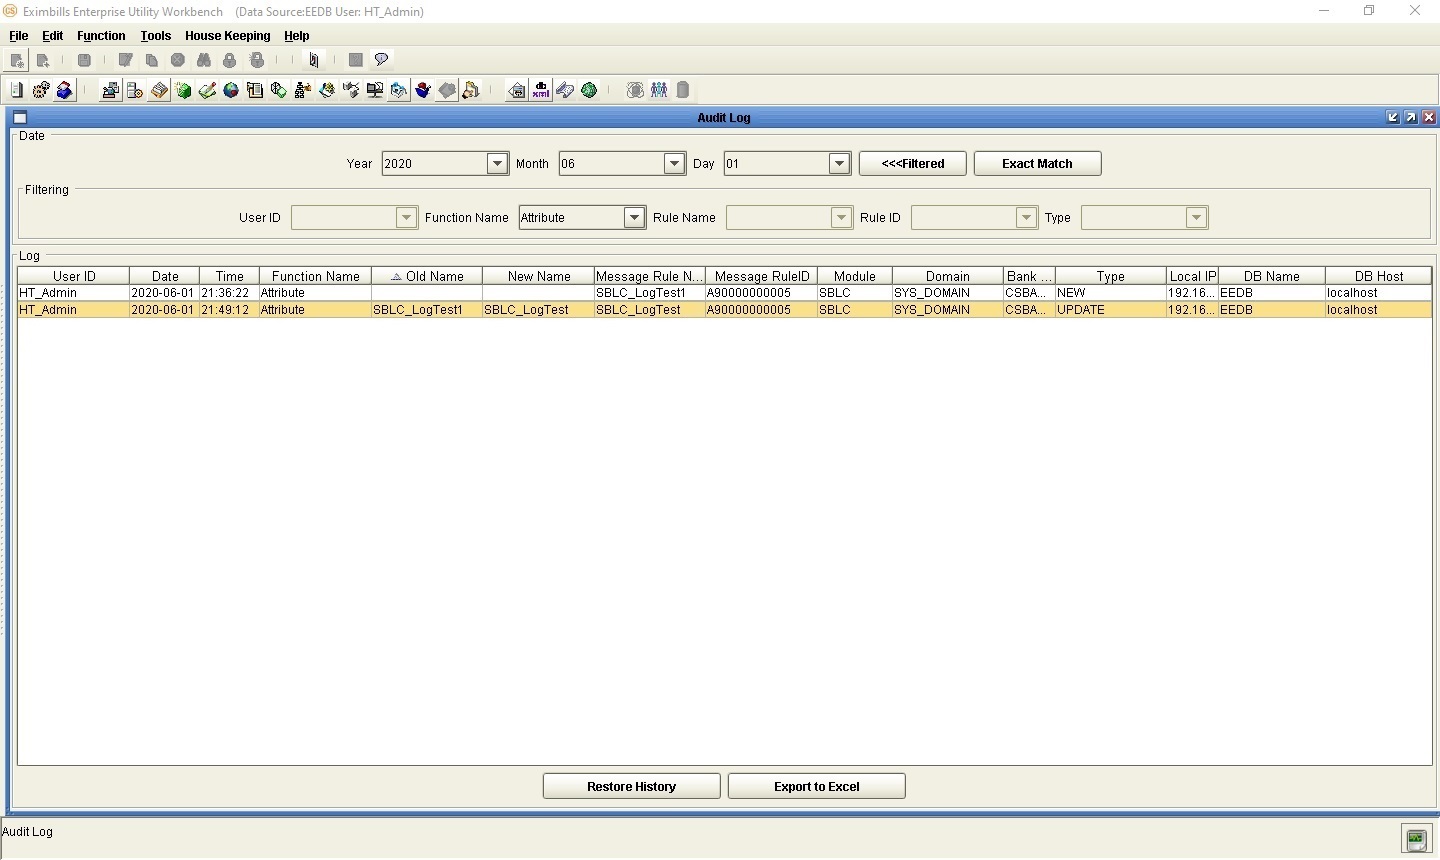 CS Eximbills Enterprise Utility Workbench (Data Source:EEDB User: HT_Admin)
File Edit Function Tools House Keeping Help
db xml
Audit Log
Date
Year 2020 Month 06 Day 01 <<<Filtered Exact Match
Filtering
User ID Function Name Attribute Rule Name Rule ID Type
Log
User ID Date Time Function Name Old Name New Name Message Rule N... Message RuleID Module Domain Bank ... Type Local IP DB Name DB Host
HT_Admin 2020-06-01 21:36:22 Attribute SBLC_LogTest1 A90000000005 SBLC SYS_DOMAIN CSBA... NEW 192.16... EEDB localhost
HT_Admin 2020-06-01 21:49:12 Attribute SBLC_LogTest1 SBLC_LogTest SBLC_LogTest A90000000005 SBLC SYS_DOMAIN CSBA... UPDATE 192.16... EEDB localhost
Restore History Export to Excel
Audit Log